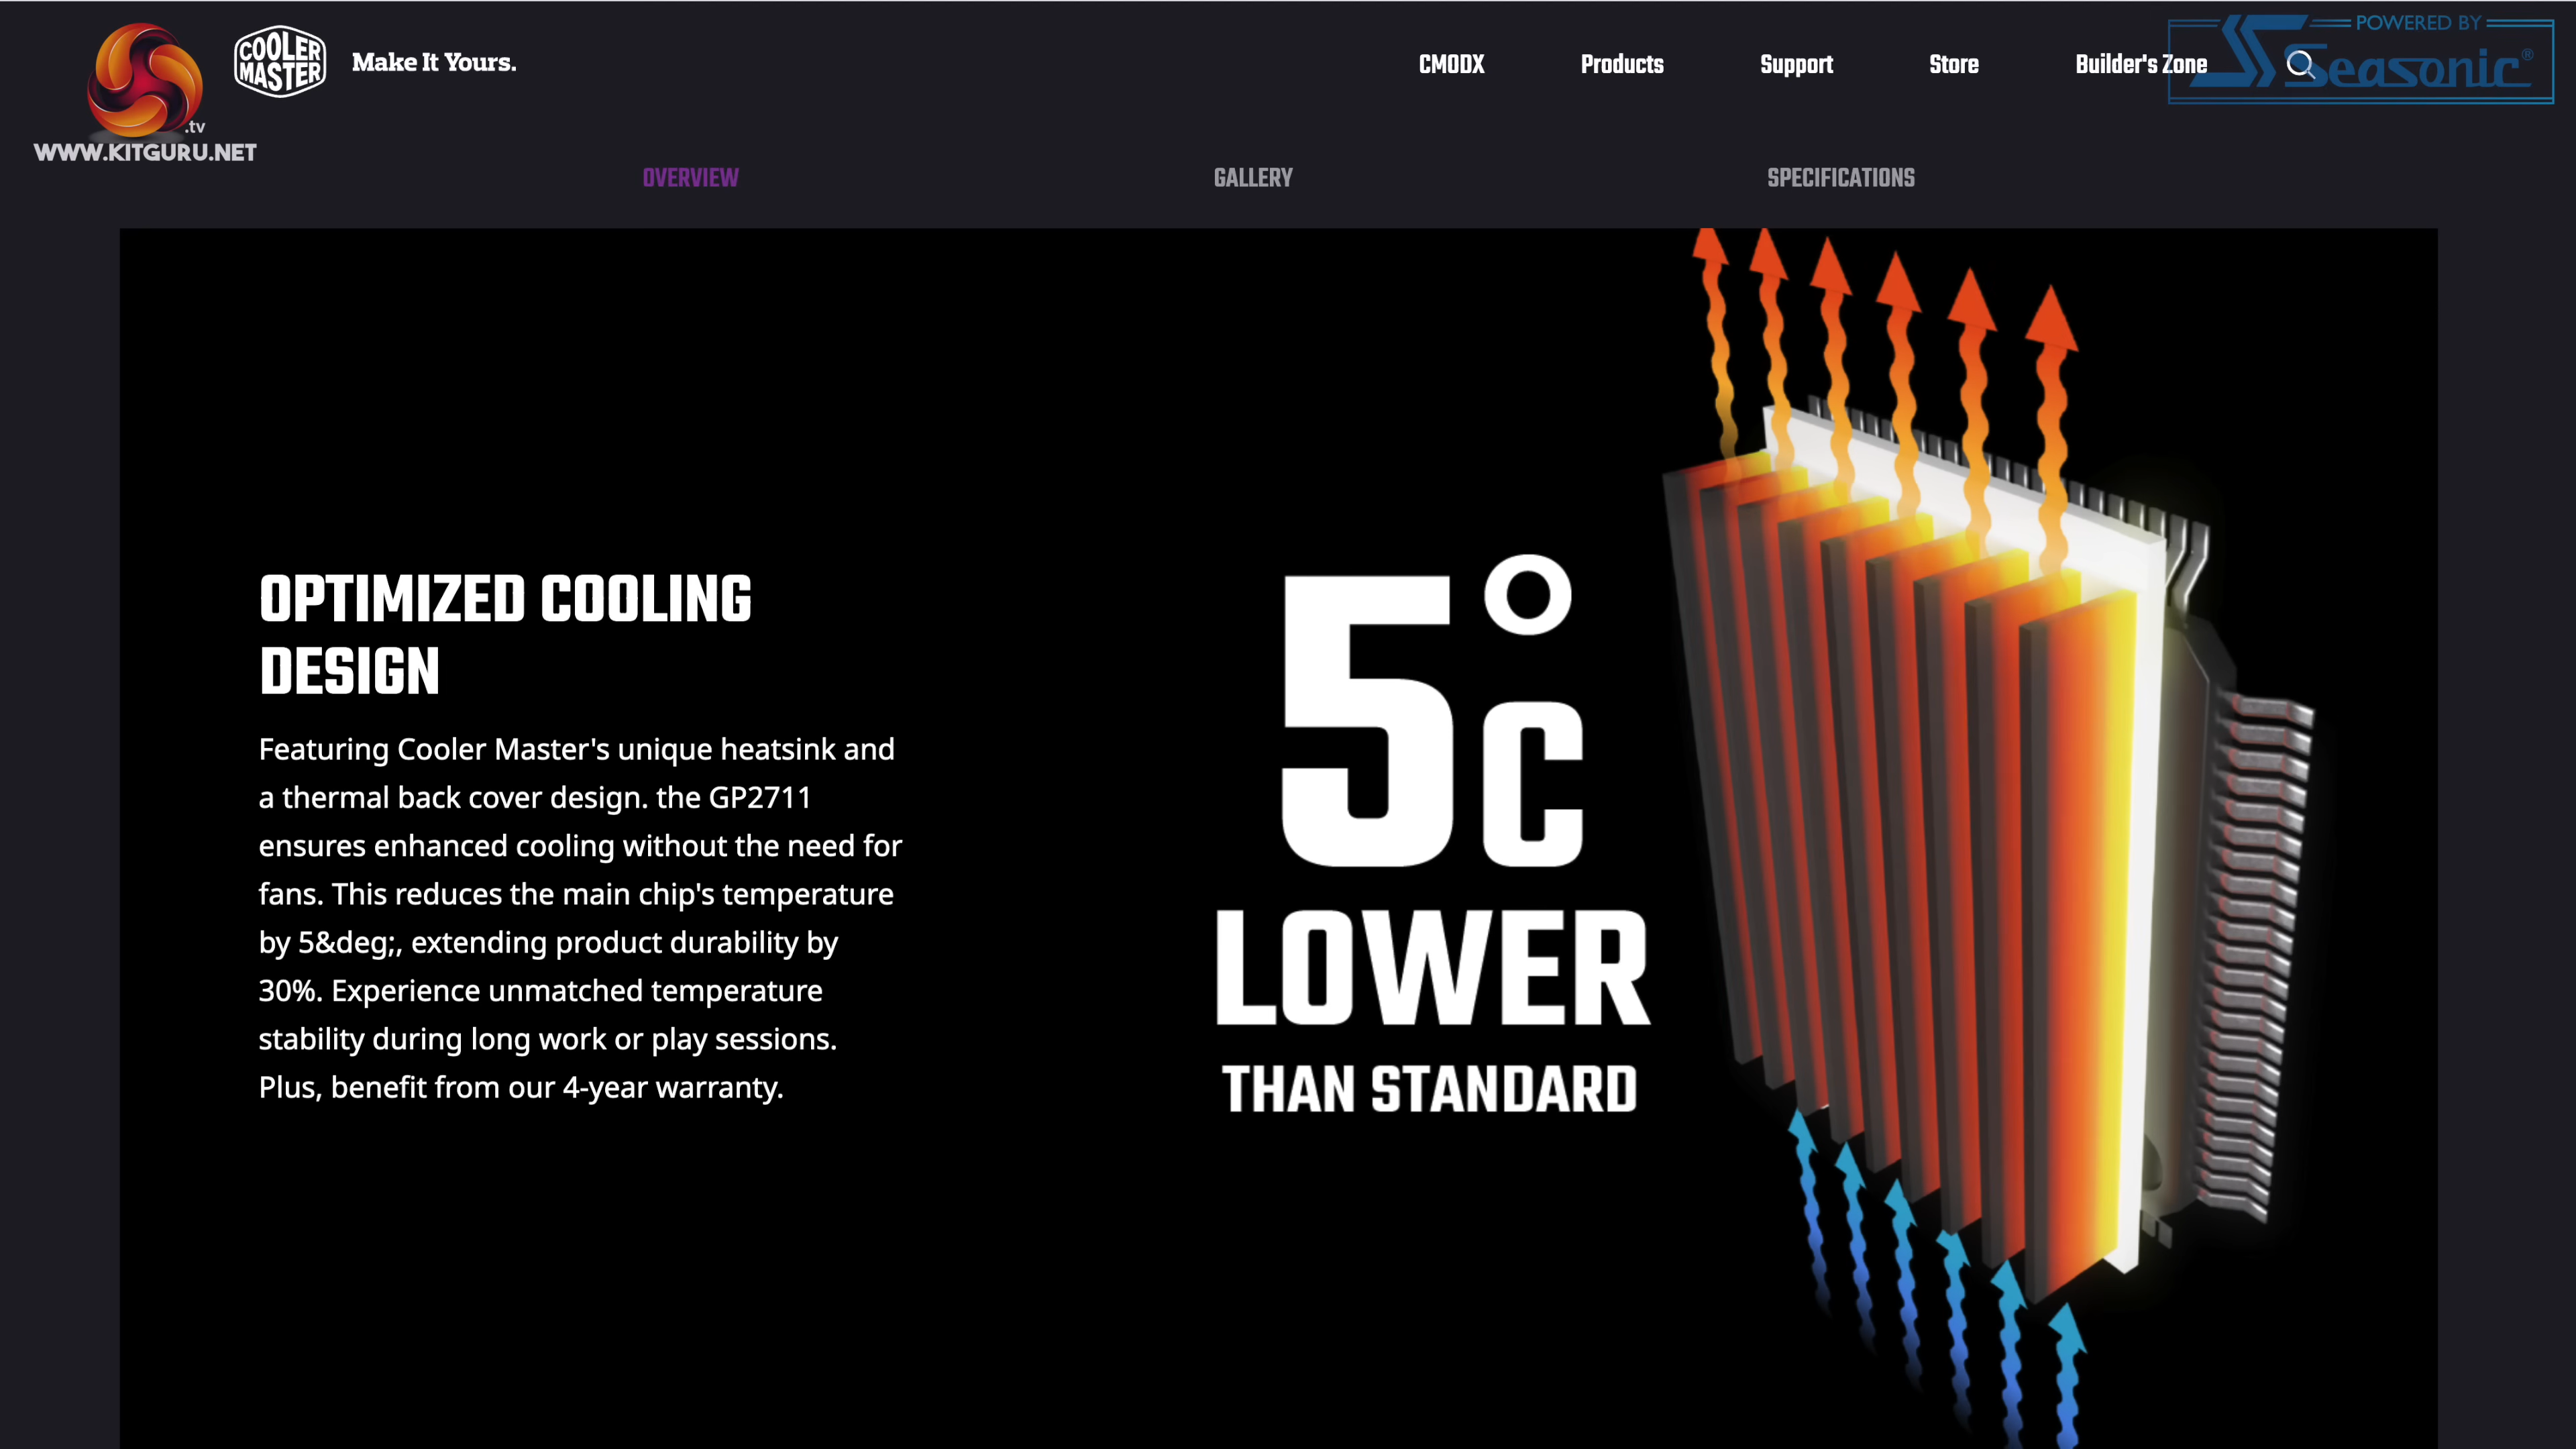 COOLER
MASTER
Make It Yours.
CMODX
Products
Support
Store
Builder's Zone
POWERED BY
Seasonic®
.tv
WWW.KITGURU.NET
OVERVIEW
GALLERY
SPECIFICATIONS
OPTIMIZED COOLING
DESIGN
Featuring Cooler Master's unique heatsink and
a thermal back cover design. the GP2711
ensures enhanced cooling without the need for
fans. This reduces the main chip's temperature
by 5&deg;, extending product durability by
30%. Experience unmatched temperature
stability during long work or play sessions.
Plus, benefit from our 4-year warranty.
5°C
LOWER
THAN STANDARD